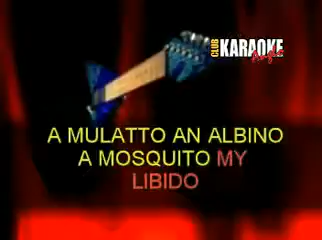 CLUB KARAOKE
A MULATTO AN ALBINO
A MOSQUITO MY
LIBIDO